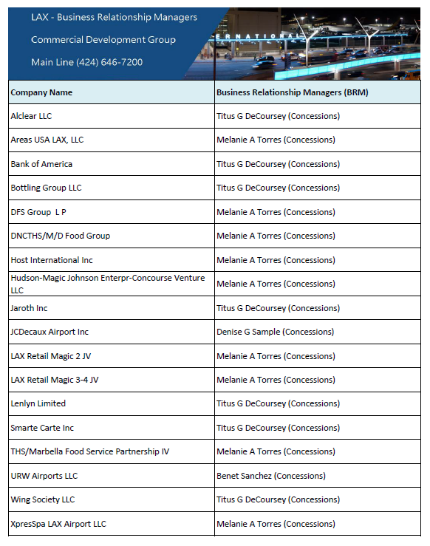 LAX - Business Relationship Managers
Commercial Development Group
Main Line (424) 646-7200
ERNATIONAL
Company Name Business Relationship Managers (BRM)
Alclear LLC Titus G DeCoursey (Concessions)
Areas USA LAX, LLC Melanie A Torres (Concessions)
Bank of America Titus G DeCoursey (Concessions)
Bottling Group LLC Titus G DeCoursey (Concessions)
DFS Group L P Melanie A Torres (Concessions)
DNCTHS/M/D Food Group Melanie A Torres (Concessions)
Host International Inc Melanie A Torres (Concessions)
Hudson-Magic Johnson Enterpr-Concourse Venture
LLC Melanie A Torres (Concessions)
Jaroth Inc Titus G DeCoursey (Concessions)
JCDecaux Airport Inc Denise G Sample (Concessions)
LAX Retail Magic 2 JV Melanie A Torres (Concessions)
LAX Retail Magic 3-4 JV Melanie A Torres (Concessions)
Lenlyn Limited Titus G DeCoursey (Concessions)
Smarte Carte Inc Titus G DeCoursey (Concessions)
THS/Marbella Food Service Partnership IV Melanie A Torres (Concessions)
URW Airports LLC Benet Sanchez (Concessions)
Wing Society LLC Titus G DeCoursey (Concessions)
XpresSpa LAX Airport LLC Melanie A Torres (Concessions)